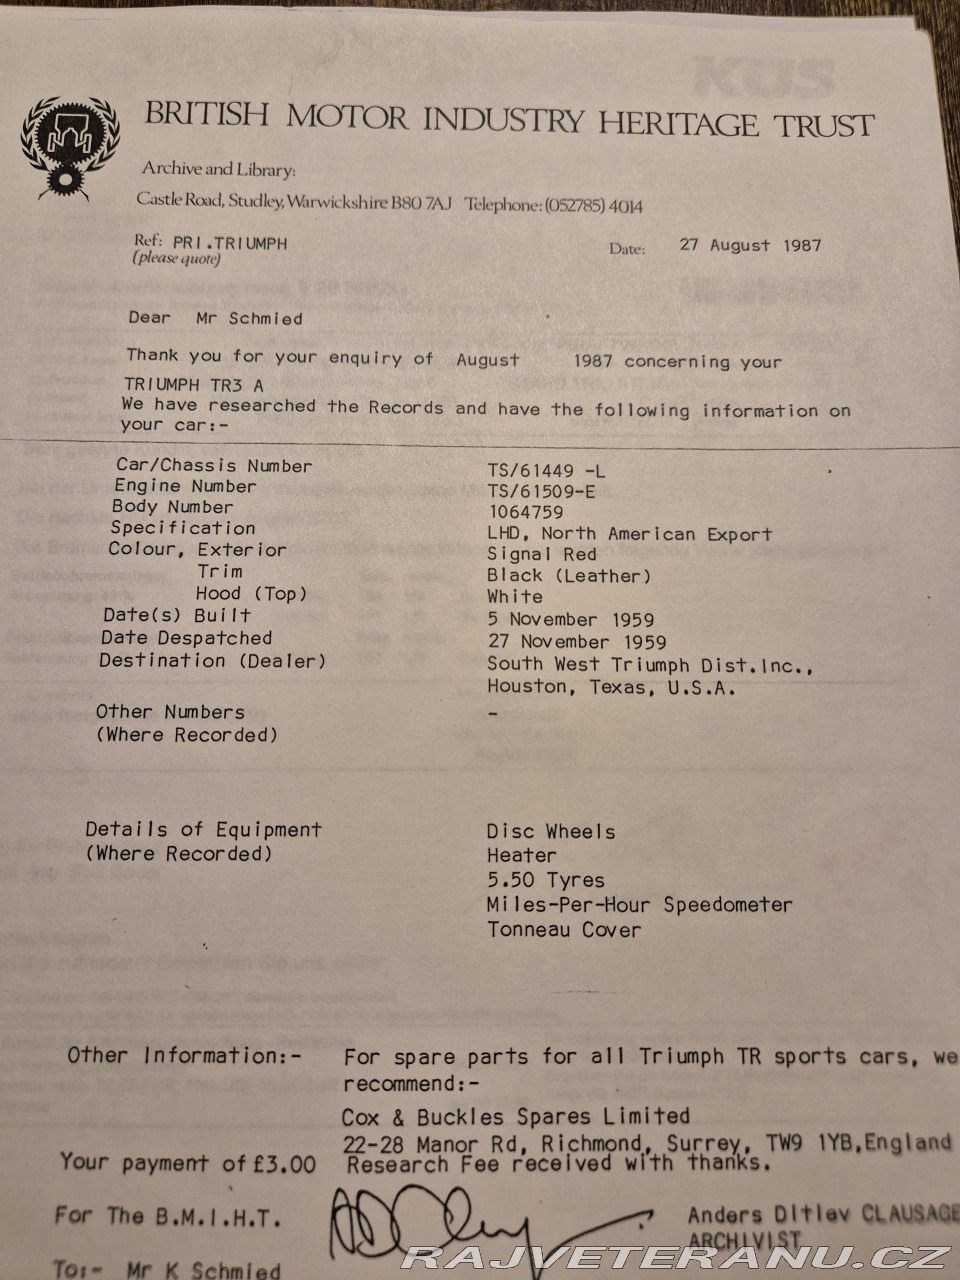 BRITISH MOTOR INDUSTRY HERITAGE TRUST
Archive and Library:
Castle Road, Studley, Warwickshire B80 7AJ Telephone: (052785) 4014
Ref: PRI.TRIUMPH
(please quote)
Date: 27 August 1987
Dear Mr Schmied
Thank you for your enquiry of August 1987 concerning your
TRIUMPH TR3 A
We have researched the Records and have the following information on
your car:-
Car/Chassis Number TS/61449 -L
Engine Number TS/61509-E
Body Number 1064759
Specification LHD, North American Export
Colour, Exterior Signal Red
Trim Black (Leather)
Hood (Top) White
Date(s) Built 5 November 1959
Date Despatched 27 November 1959
Destination (Dealer) South West Triumph Dist.Inc.,
Houston, Texas, U.S.A.
Other Numbers -
(Where Recorded)
Details of Equipment Disc Wheels
(Where Recorded) Heater
5.50 Tyres
Miles-Per-Hour Speedometer
Tonneau Cover
Other Information:- For spare parts for all Triumph TR sports cars, we
recommend:-
Cox & Buckles Spares Limited
22-28 Manor Rd, Richmond, Surrey, TW9 1YB,England
Your payment of £3.00 Research Fee received with thanks.
For The B.M.I.H.T. Anders Ditlev CLAUSAGE
ARCHIVIST
To:- Mr K Schmied
RAJVETERANU.CZ